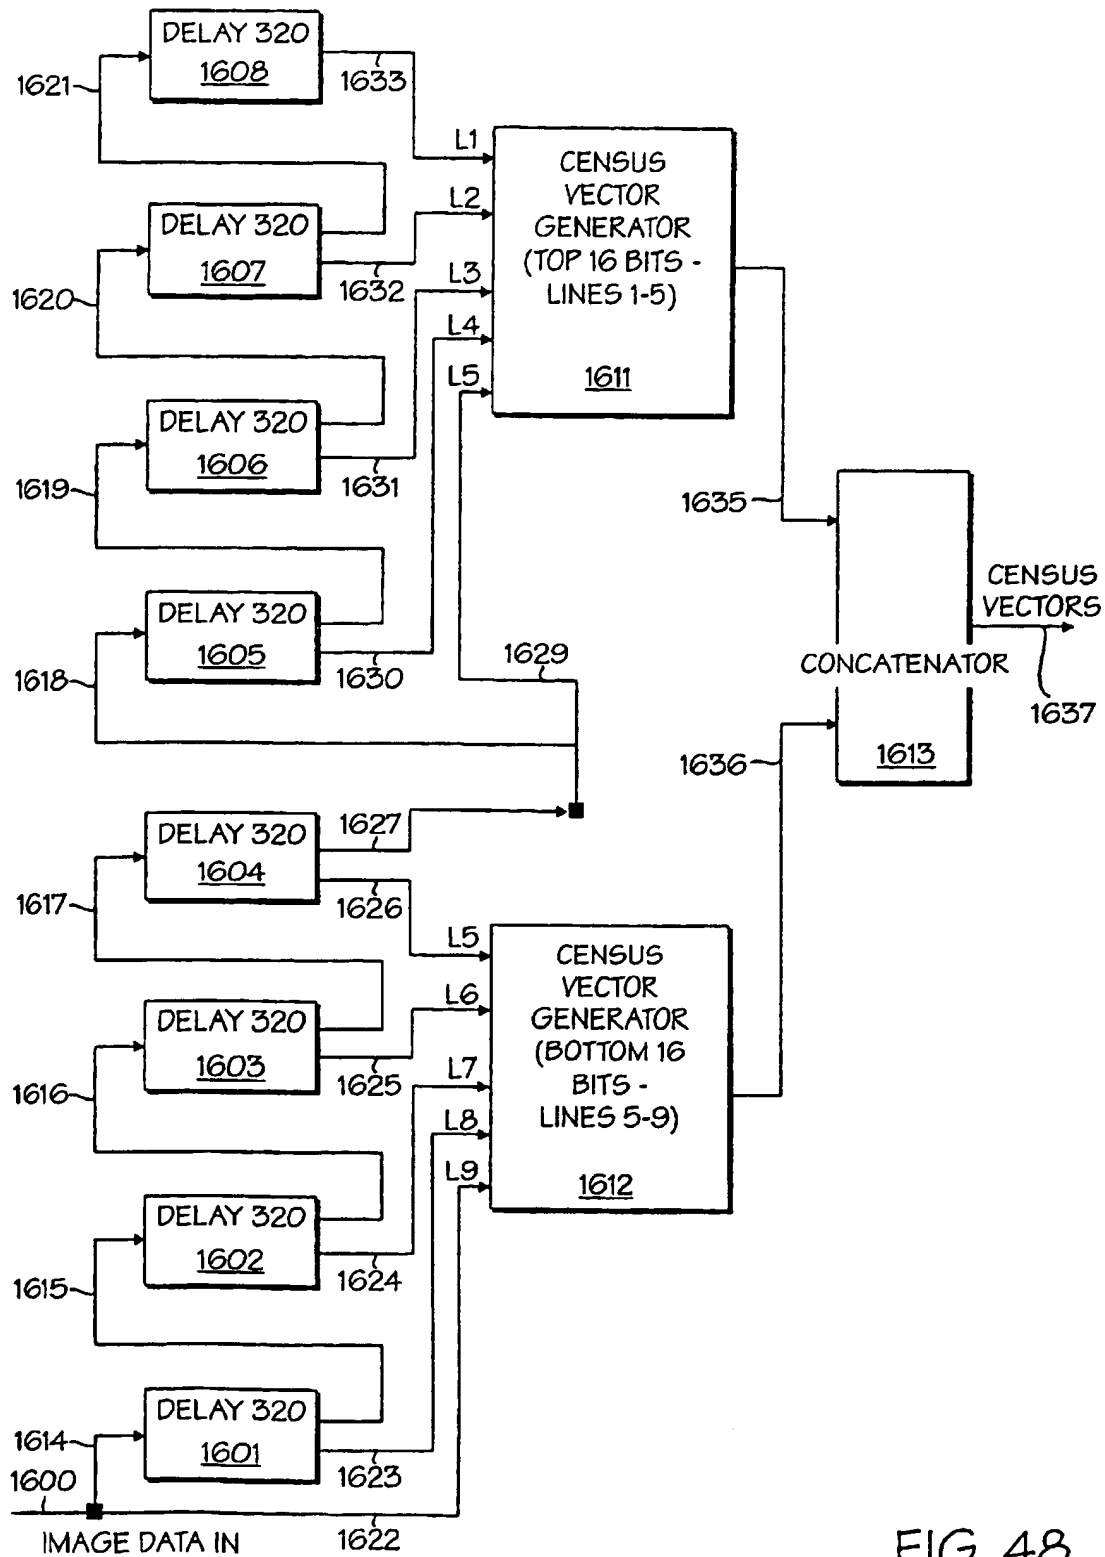 DELAY 320
1608
1621
1633
L1
CENSUS
VECTOR
GENERATOR
(TOP 16 BITS -
LINES 1-5)
1611
L2
DELAY 320
1607
1620
1632
L3
L4
L5
DELAY 320
1606
1619
1631
1635
DELAY 320
1605
1618
1630
1629
CENSUS
VECTORS
CONCATENATOR
1637
1613
1636
DELAY 320
1604
1627
1617
1626
L5
CENSUS
VECTOR
GENERATOR
(BOTTOM 16
BITS -
LINES 5-9)
1612
L6
DELAY 320
1603
1616
1625
L7
L8
L9
DELAY 320
1602
1615
1624
DELAY 320
1601
1614
1623
1600
1622
IMAGE DATA IN
FIG. 48